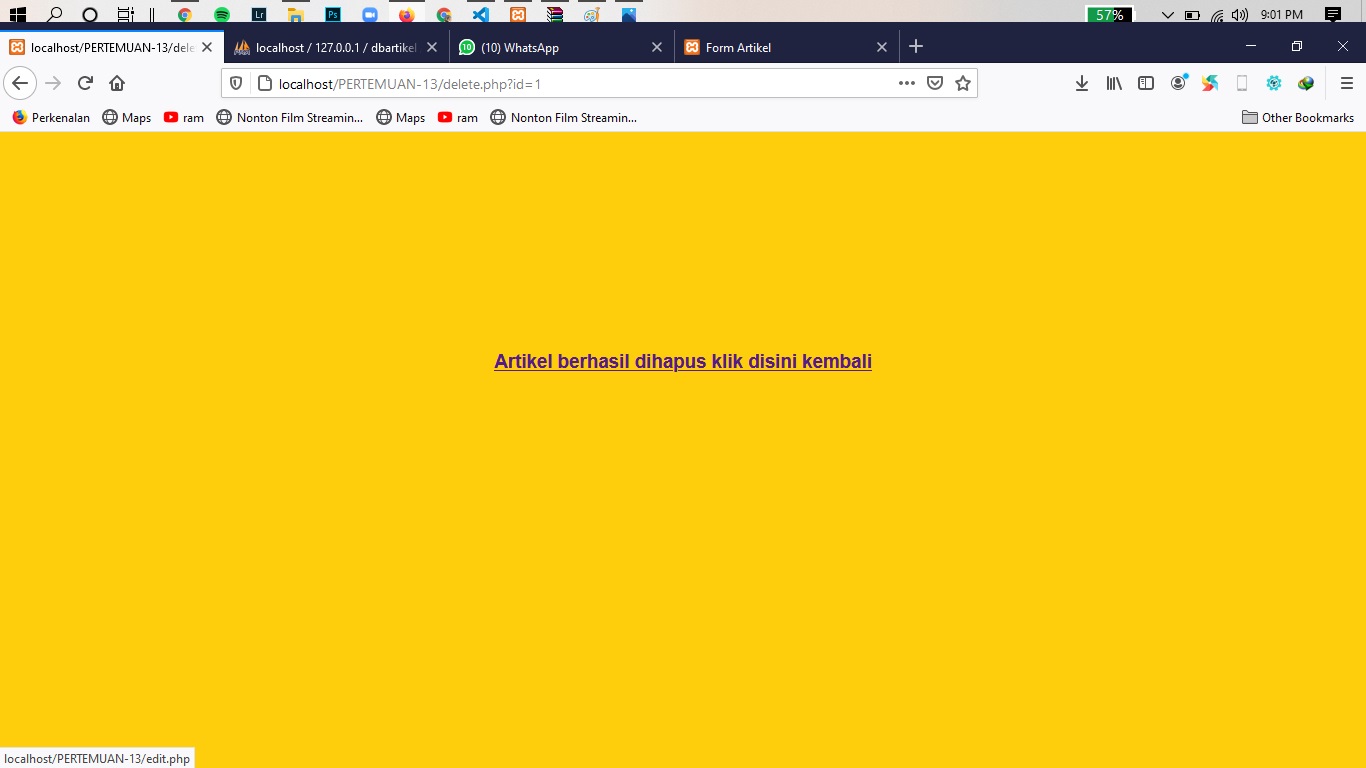 Lr
Ps
57%
9:01 PM
localhost/PERTEMUAN-13/dele
localhost / 127.0.0.1 / dbartikel
10
(10) WhatsApp
Form Artikel
localhost/PERTEMUAN-13/delete.php?id=1
Perkenalan
Maps
ram
Nonton Film Streamin...
Maps
ram
Nonton Film Streamin...
Other Bookmarks
Artikel berhasil dihapus klik disini kembali
localhost/PERTEMUAN-13/edit.php